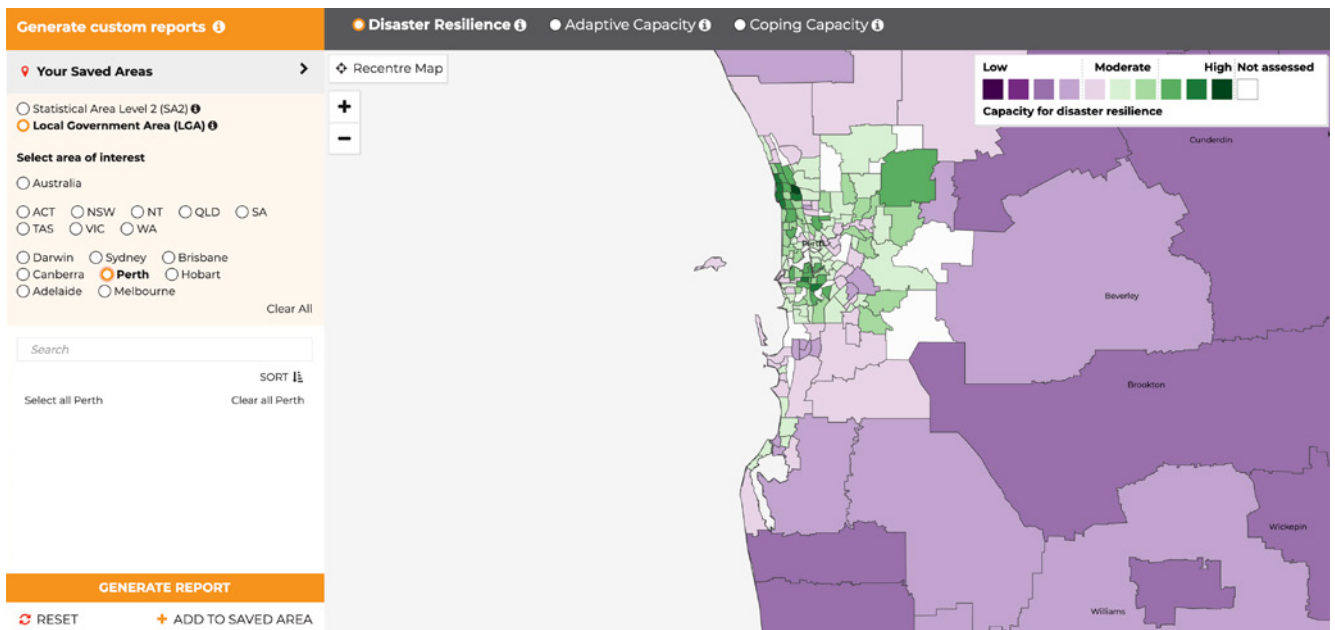 Generate custom reports
Disaster Resilience Adaptive Capacity Coping Capacity
Your Saved Areas
Recentre Map
Statistical Area Level 2 (SA2)
Local Government Area (LGA)
Select area of interest
Australia
ACT NSW NT QLD SA
TAS VIC WA
Darwin Sydney Brisbane
Canberra Perth Hobart
Adelaide Melbourne
Clear All
Search
SORT
Select all Perth Clear all Perth
GENERATE REPORT
RESET + ADD TO SAVED AREA
+
−
Low Moderate High Not assessed
Capacity for disaster resilience
Cunderdin
Perth
Beverley
Brookton
Wickepin
Williams